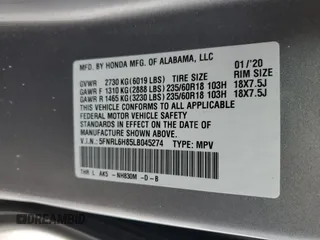 MFD. BY HONDA MFG. OF ALABAMA, LLC 01/'20
GVWR 2730 KG(6019 LBS) TIRE SIZE RIM SIZE
GAWR F 1310 KG(2888 LBS)235/60R18 103H 18X7.5J
GAWR R 1465 KG(3230 LBS)235/60R18 103H 18X7.5J
THIS VEHICLE CONFORMS TO ALL APPLICABLE
FEDERAL MOTOR VEHICLE SAFETY
STANDARDS IN EFFECT ON THE DATE OF
MANUFACTURE SHOWN ABOVE.
V.I.N.: 5FNRL6H85LB045274 TYPE: MPV
THR L AKS -NH830M -D-B
DREAMBID